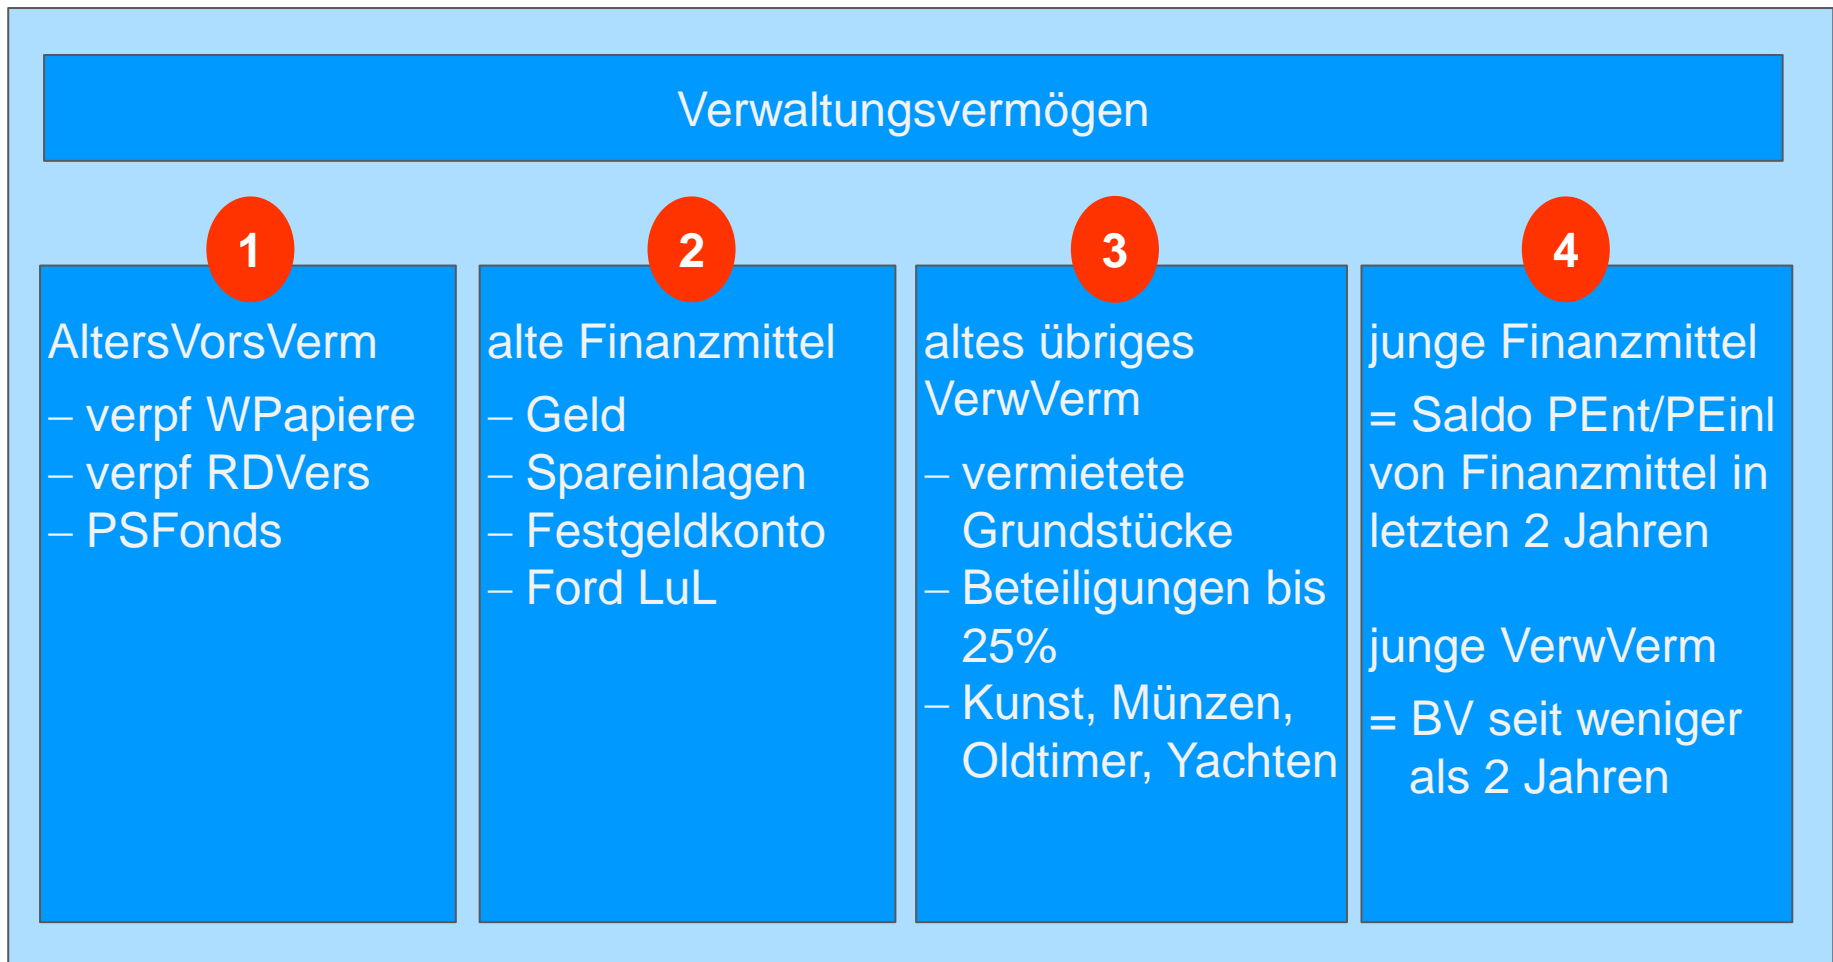 Verwaltungsvermögen
1
AltersVorsVerm
– verpf WPapiere
– verpf RDVers
– PSFonds
2
alte Finanzmittel
– Geld
– Spareinlagen
– Festgeldkonto
– Ford LuL
3
altes übriges
VerwVerm
– vermietete
Grundstücke
– Beteiligungen bis
25%
– Kunst, Münzen,
Oldtimer, Yachten
4
junge Finanzmittel
= Saldo PEnt/PEinl
von Finanzmittel in
letzten 2 Jahren
junge VerwVerm
= BV seit weniger
als 2 Jahren